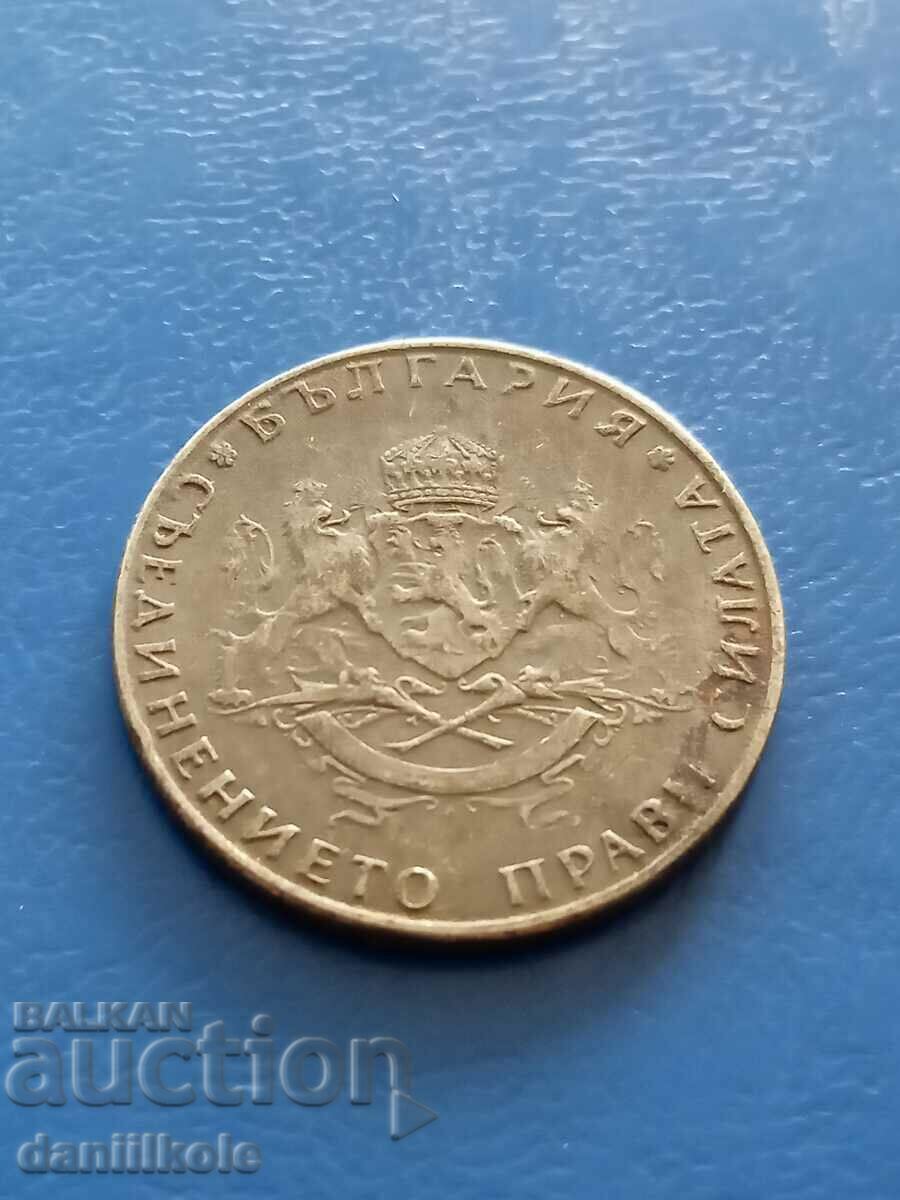 * БЪЛГАРИЯ *
СЪЕДИНЕНИЕТО ПРАВИ СИЛАТА
BALKAN
auction
daniilkole